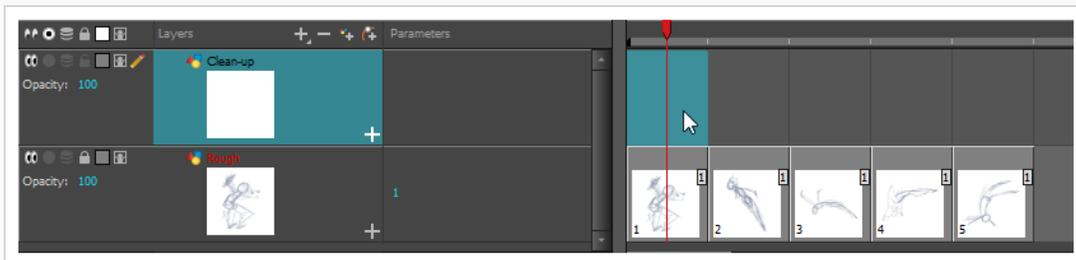 Layers Parameters
Clean-up
Opacity: 100
Rough
Opacity: 100
1
1 1 1 1 1
1 2 3 4 5